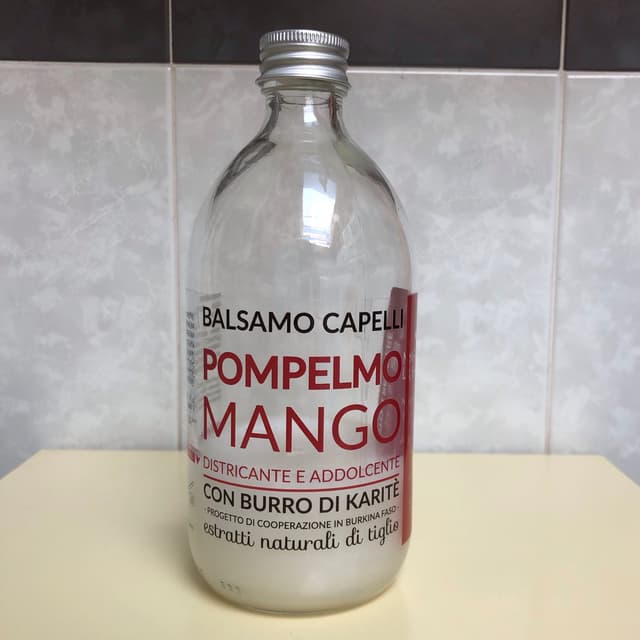 BALSAMO CAPELLI
POMPELMO
MANGO
DISTRICANTE E ADDOLCENTE
CON BURRO DI KARITÈ
- PROGETTO DI COOPERAZIONE IN BURKINA FASO -
estratti naturali di tiglio